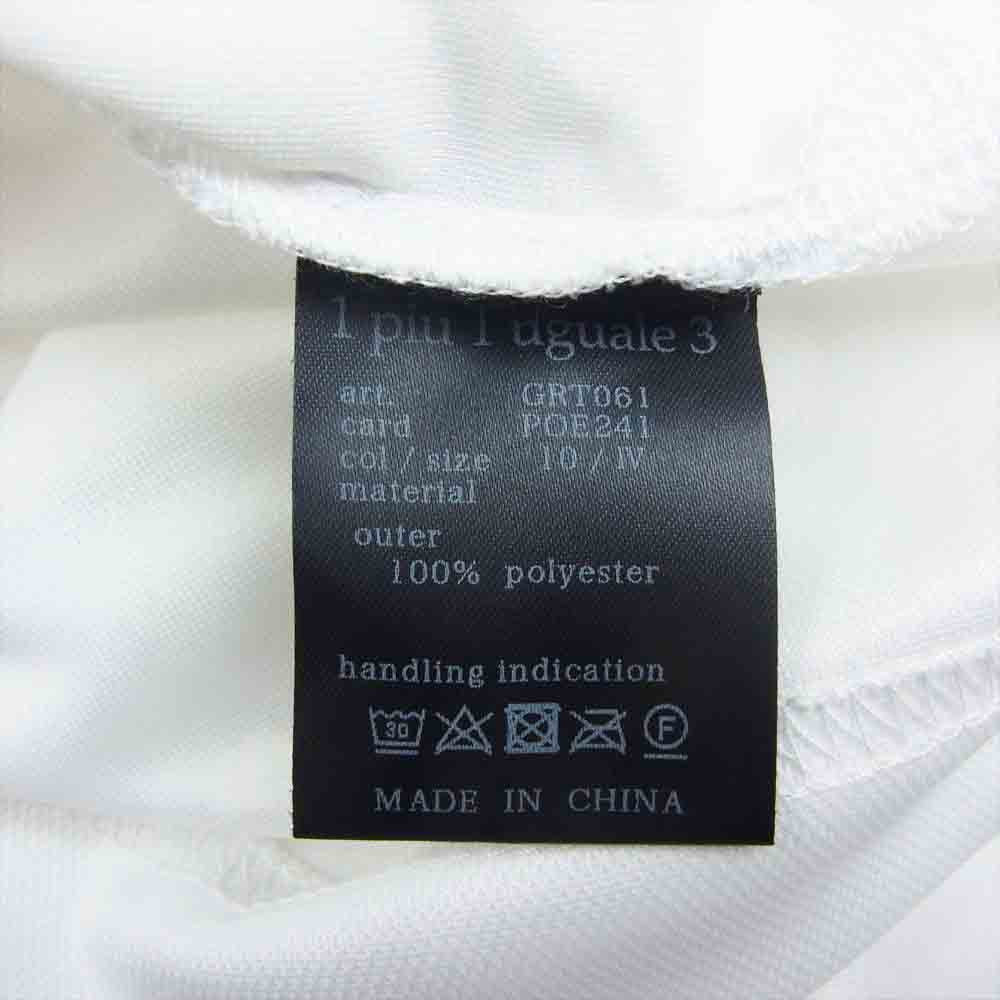 1 piu 1 uguale 3
art. GRT061
card POE241
col / size 10 / IV
material
outer
100% polyester
handling indication
30 F
MADE IN CHINA